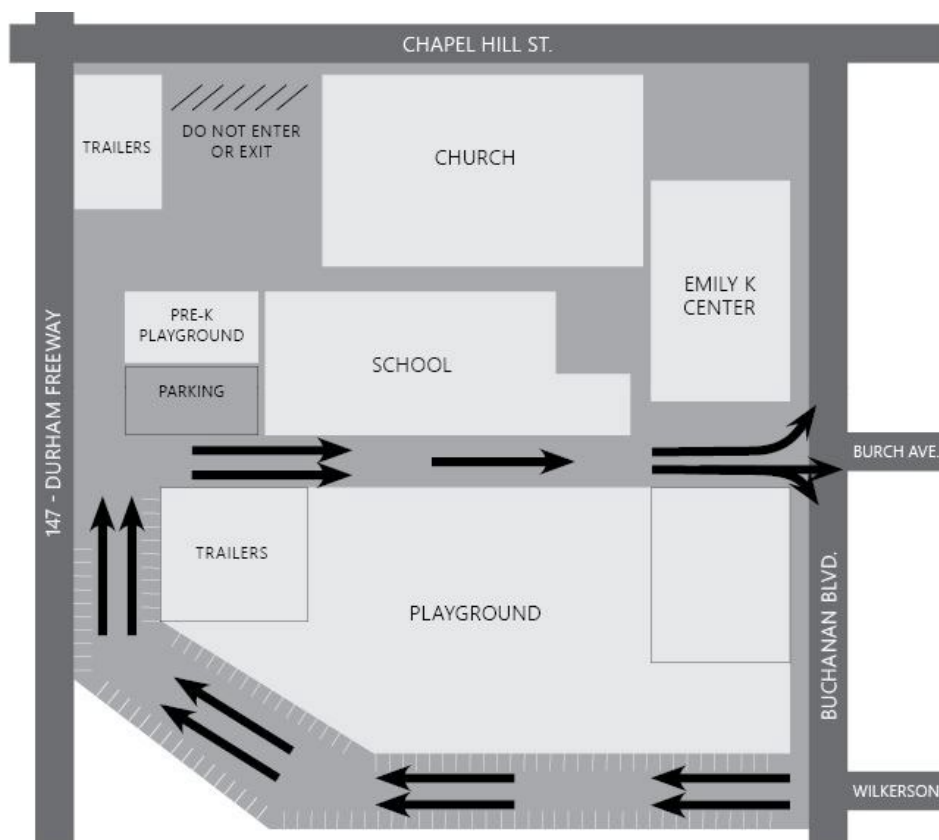 CHAPEL HILL ST.
TRAILERS
DO NOT ENTER
OR EXIT
CHURCH
EMILY K
CENTER
PRE-K
PLAYGROUND
SCHOOL
PARKING
147 - DURHAM FREEWAY
BURCH AVE.
TRAILERS
PLAYGROUND
BUCHANAN BLVD.
WILKERSON